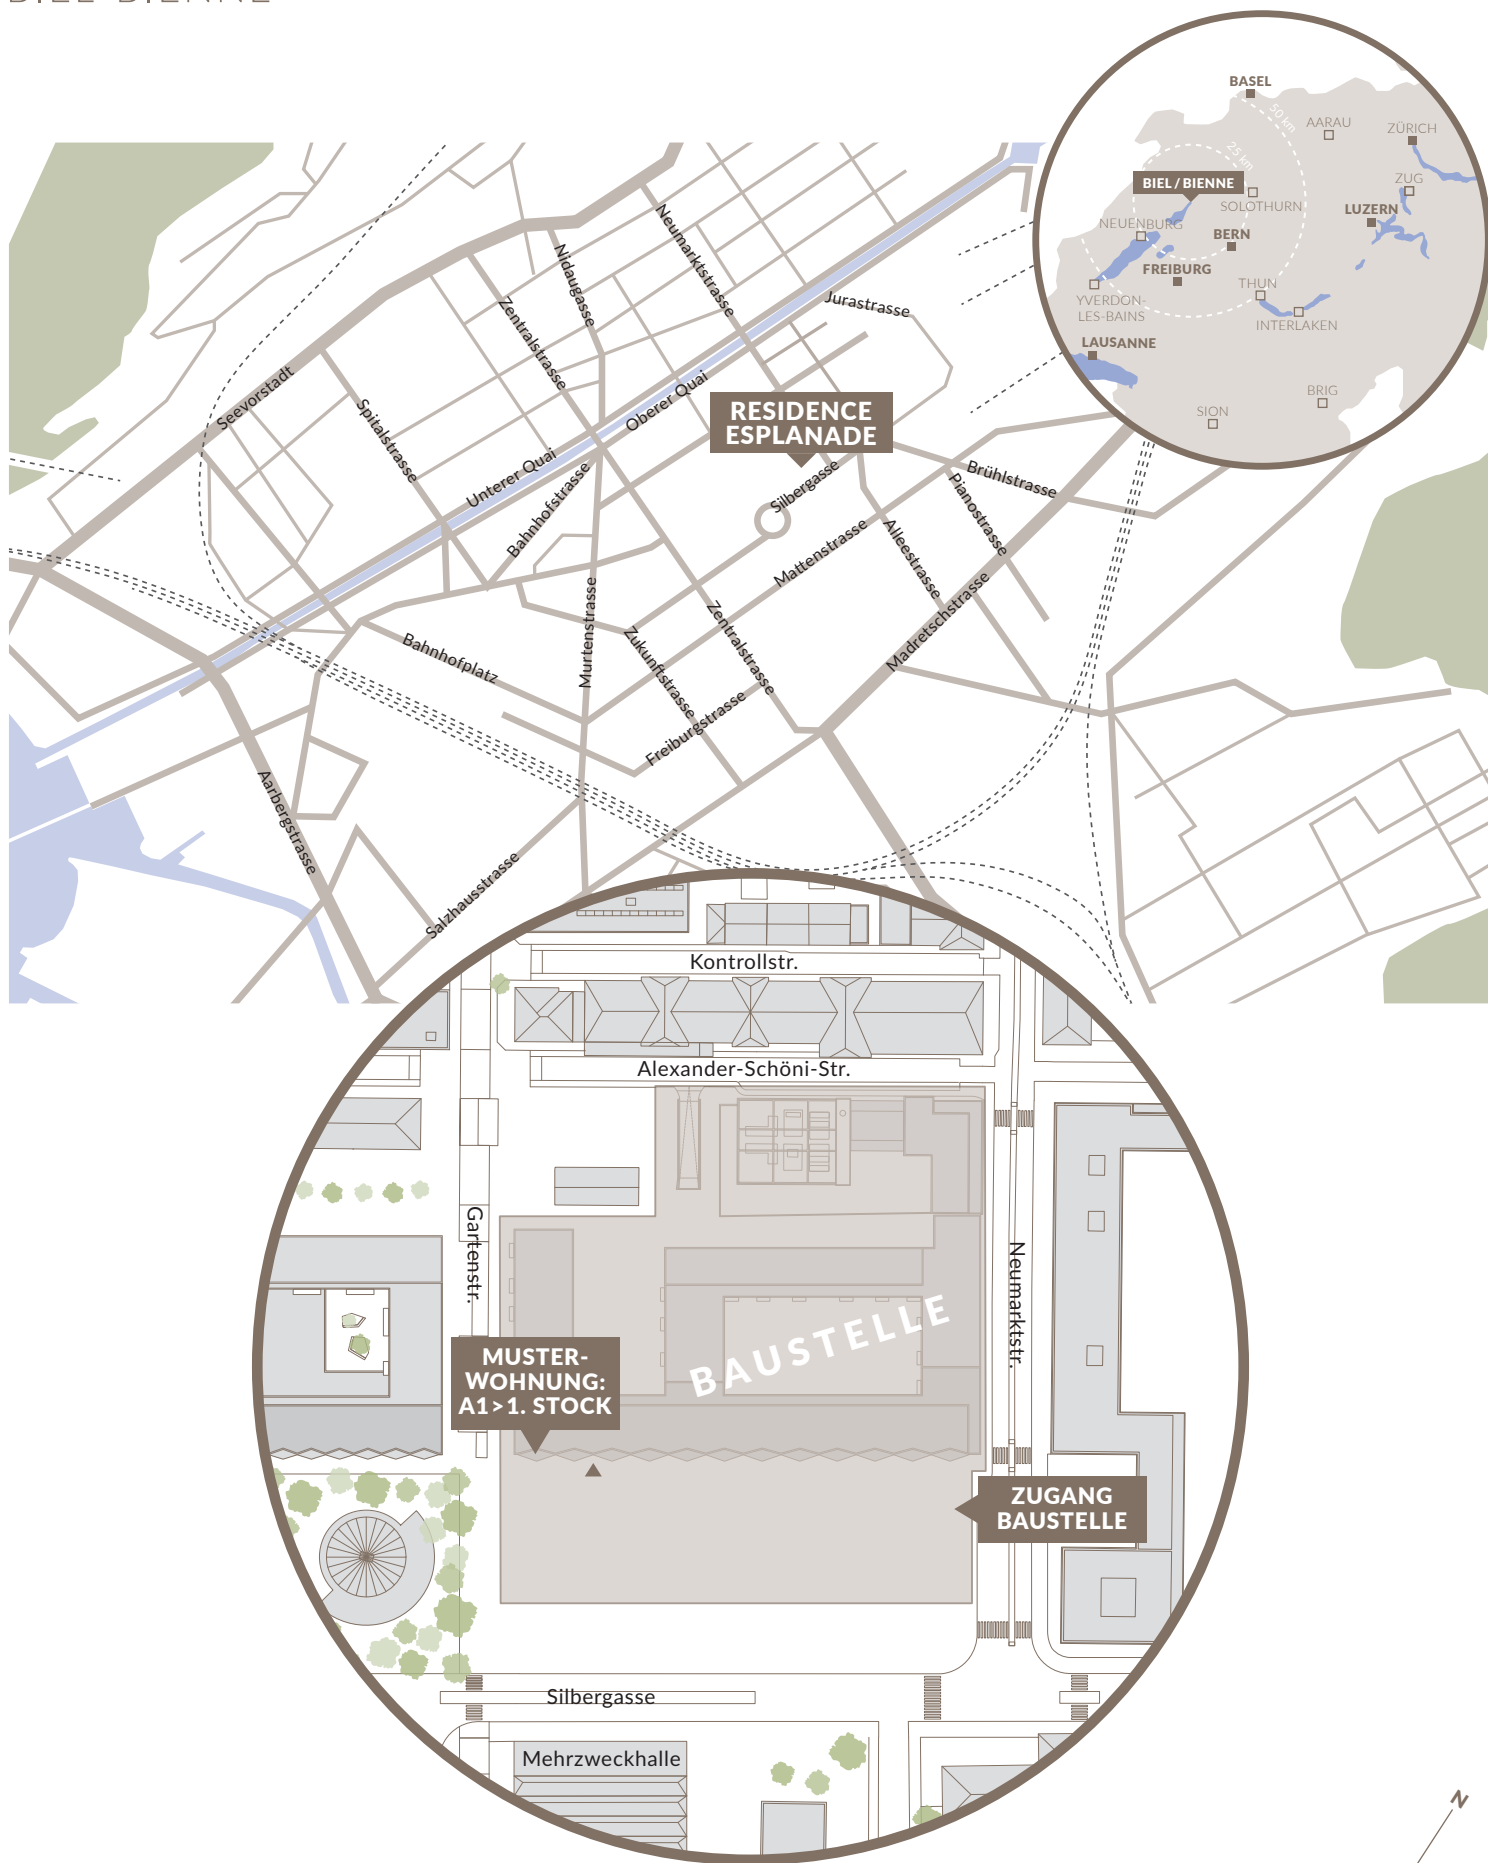 BIEL·BIENNE
BASEL
50 km
AARAU
ZÜRICH
25 km
BIEL / BIENNE
ZUG
SOLOTHURN
LUZERN
NEUENBURG
BERN
FREIBURG
THUN
YVERDON-
LES-BAINS
INTERLAKEN
LAUSANNE
BRIG
SION
Neumarktstrasse
Nidaugasse
Zentralstrasse
Jurastrasse
Seevorstadt
Spitalstrasse
Oberer Quai
RESIDENCE
ESPLANADE
Unterer Quai
Bahnhofstrasse
Silbergasse
Brühlstrasse
Pianostrasse
Mattenstrasse
Alleestrasse
Murtenstrasse
Madretschstrasse
Bahnhofplatz
Zukunftstrasse
Zentralstrasse
Freiburgstrasse
Aarbergstrasse
Salzhausstrasse
Kontrollstr.
Alexander-Schöni-Str.
Gartenstr.
Neumarktstr.
BAUSTELLE
MUSTER-
WOHNUNG:
A1>1. STOCK
ZUGANG
BAUSTELLE
Silbergasse
Mehrzweckhalle
N